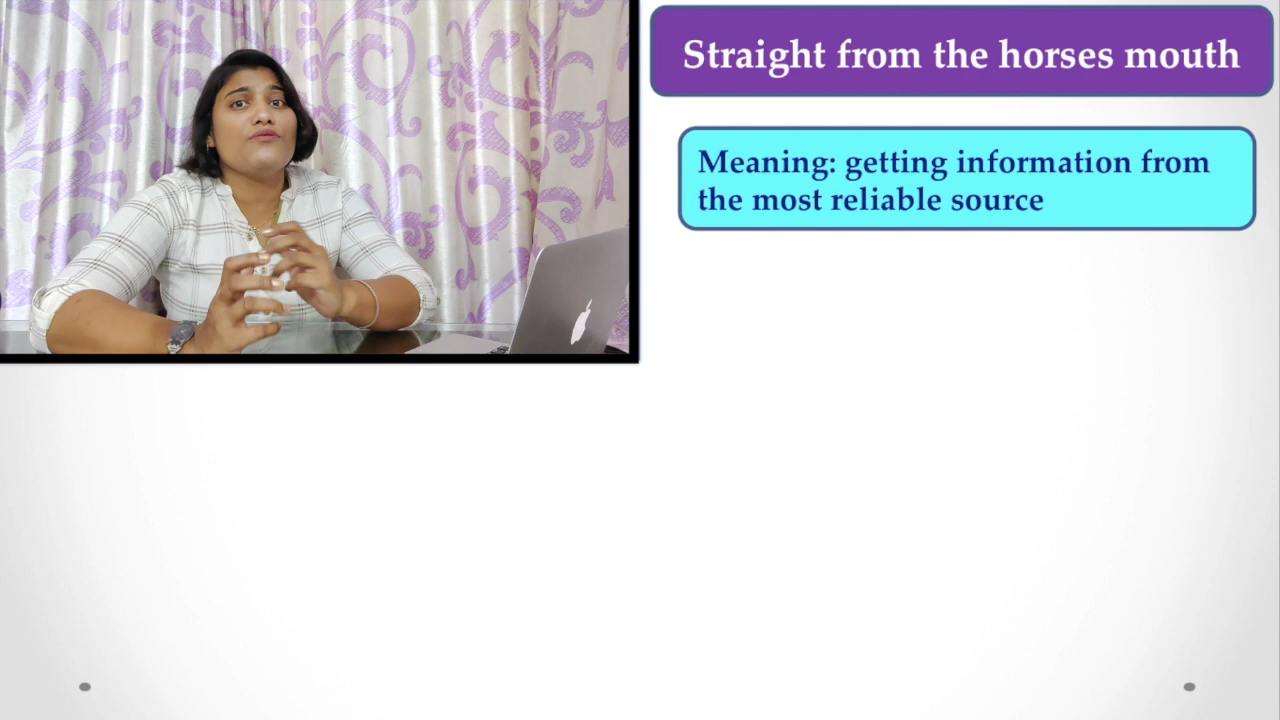 Straight from the horses mouth
Meaning: getting information from
the most reliable source